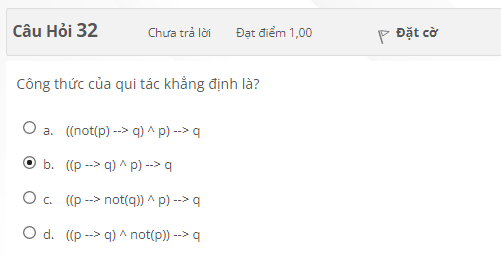 Câu Hỏi 32 Chưa trả lời Đạt điểm 1,00 Đặt cờ
Công thức của qui tác khẳng định là?
a. ((not(p) --> q) ^ p) --> q
b. ((p --> q) ^ p) --> q
c. ((p --> not(q)) ^ p) --> q
d. ((p --> q) ^ not(p)) --> q